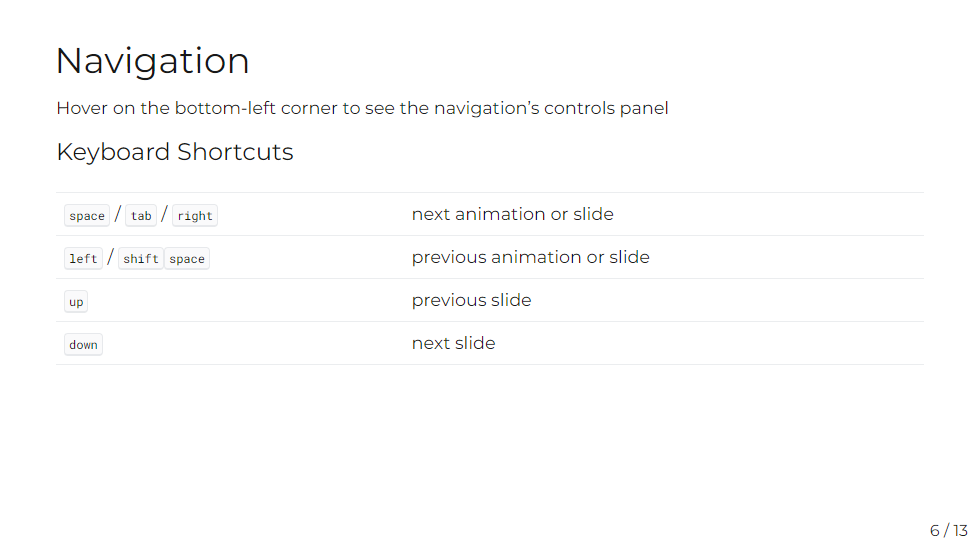 Navigation
Hover on the bottom-left corner to see the navigation’s controls panel
Keyboard Shortcuts
space / tab / right next animation or slide
left / shift space previous animation or slide
up previous slide
down next slide
6 / 13